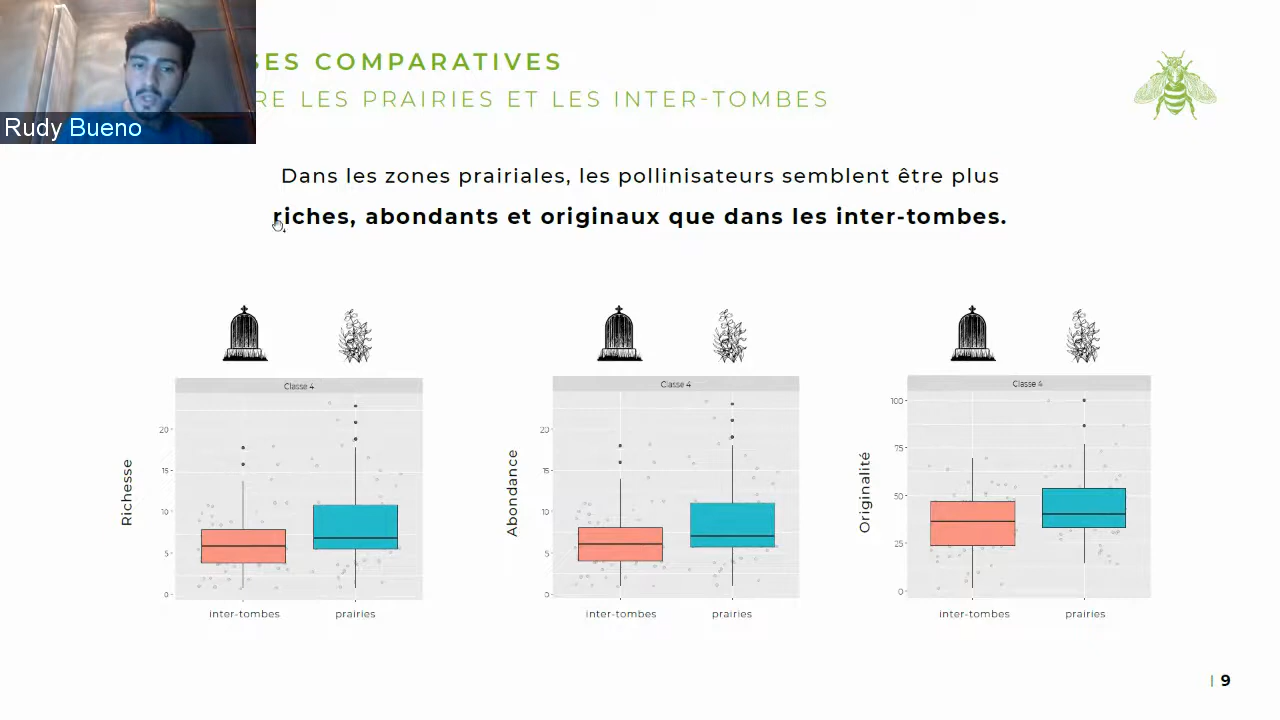 SES COMPARATIVES
RE LES PRAIRIES ET LES INTER-TOMBES
Rudy Bueno
Dans les zones prairiales, les pollinisateurs semblent être plus
riches, abondants et originaux que dans les inter-tombes.
Classe 4
Richesse
20
15
10
5
0
inter-tombes prairies
Classe 4
Abondance
20
15
10
5
0
inter-tombes prairies
Classe 4
Originalité
100
75
50
25
0
inter-tombes prairies
| 9